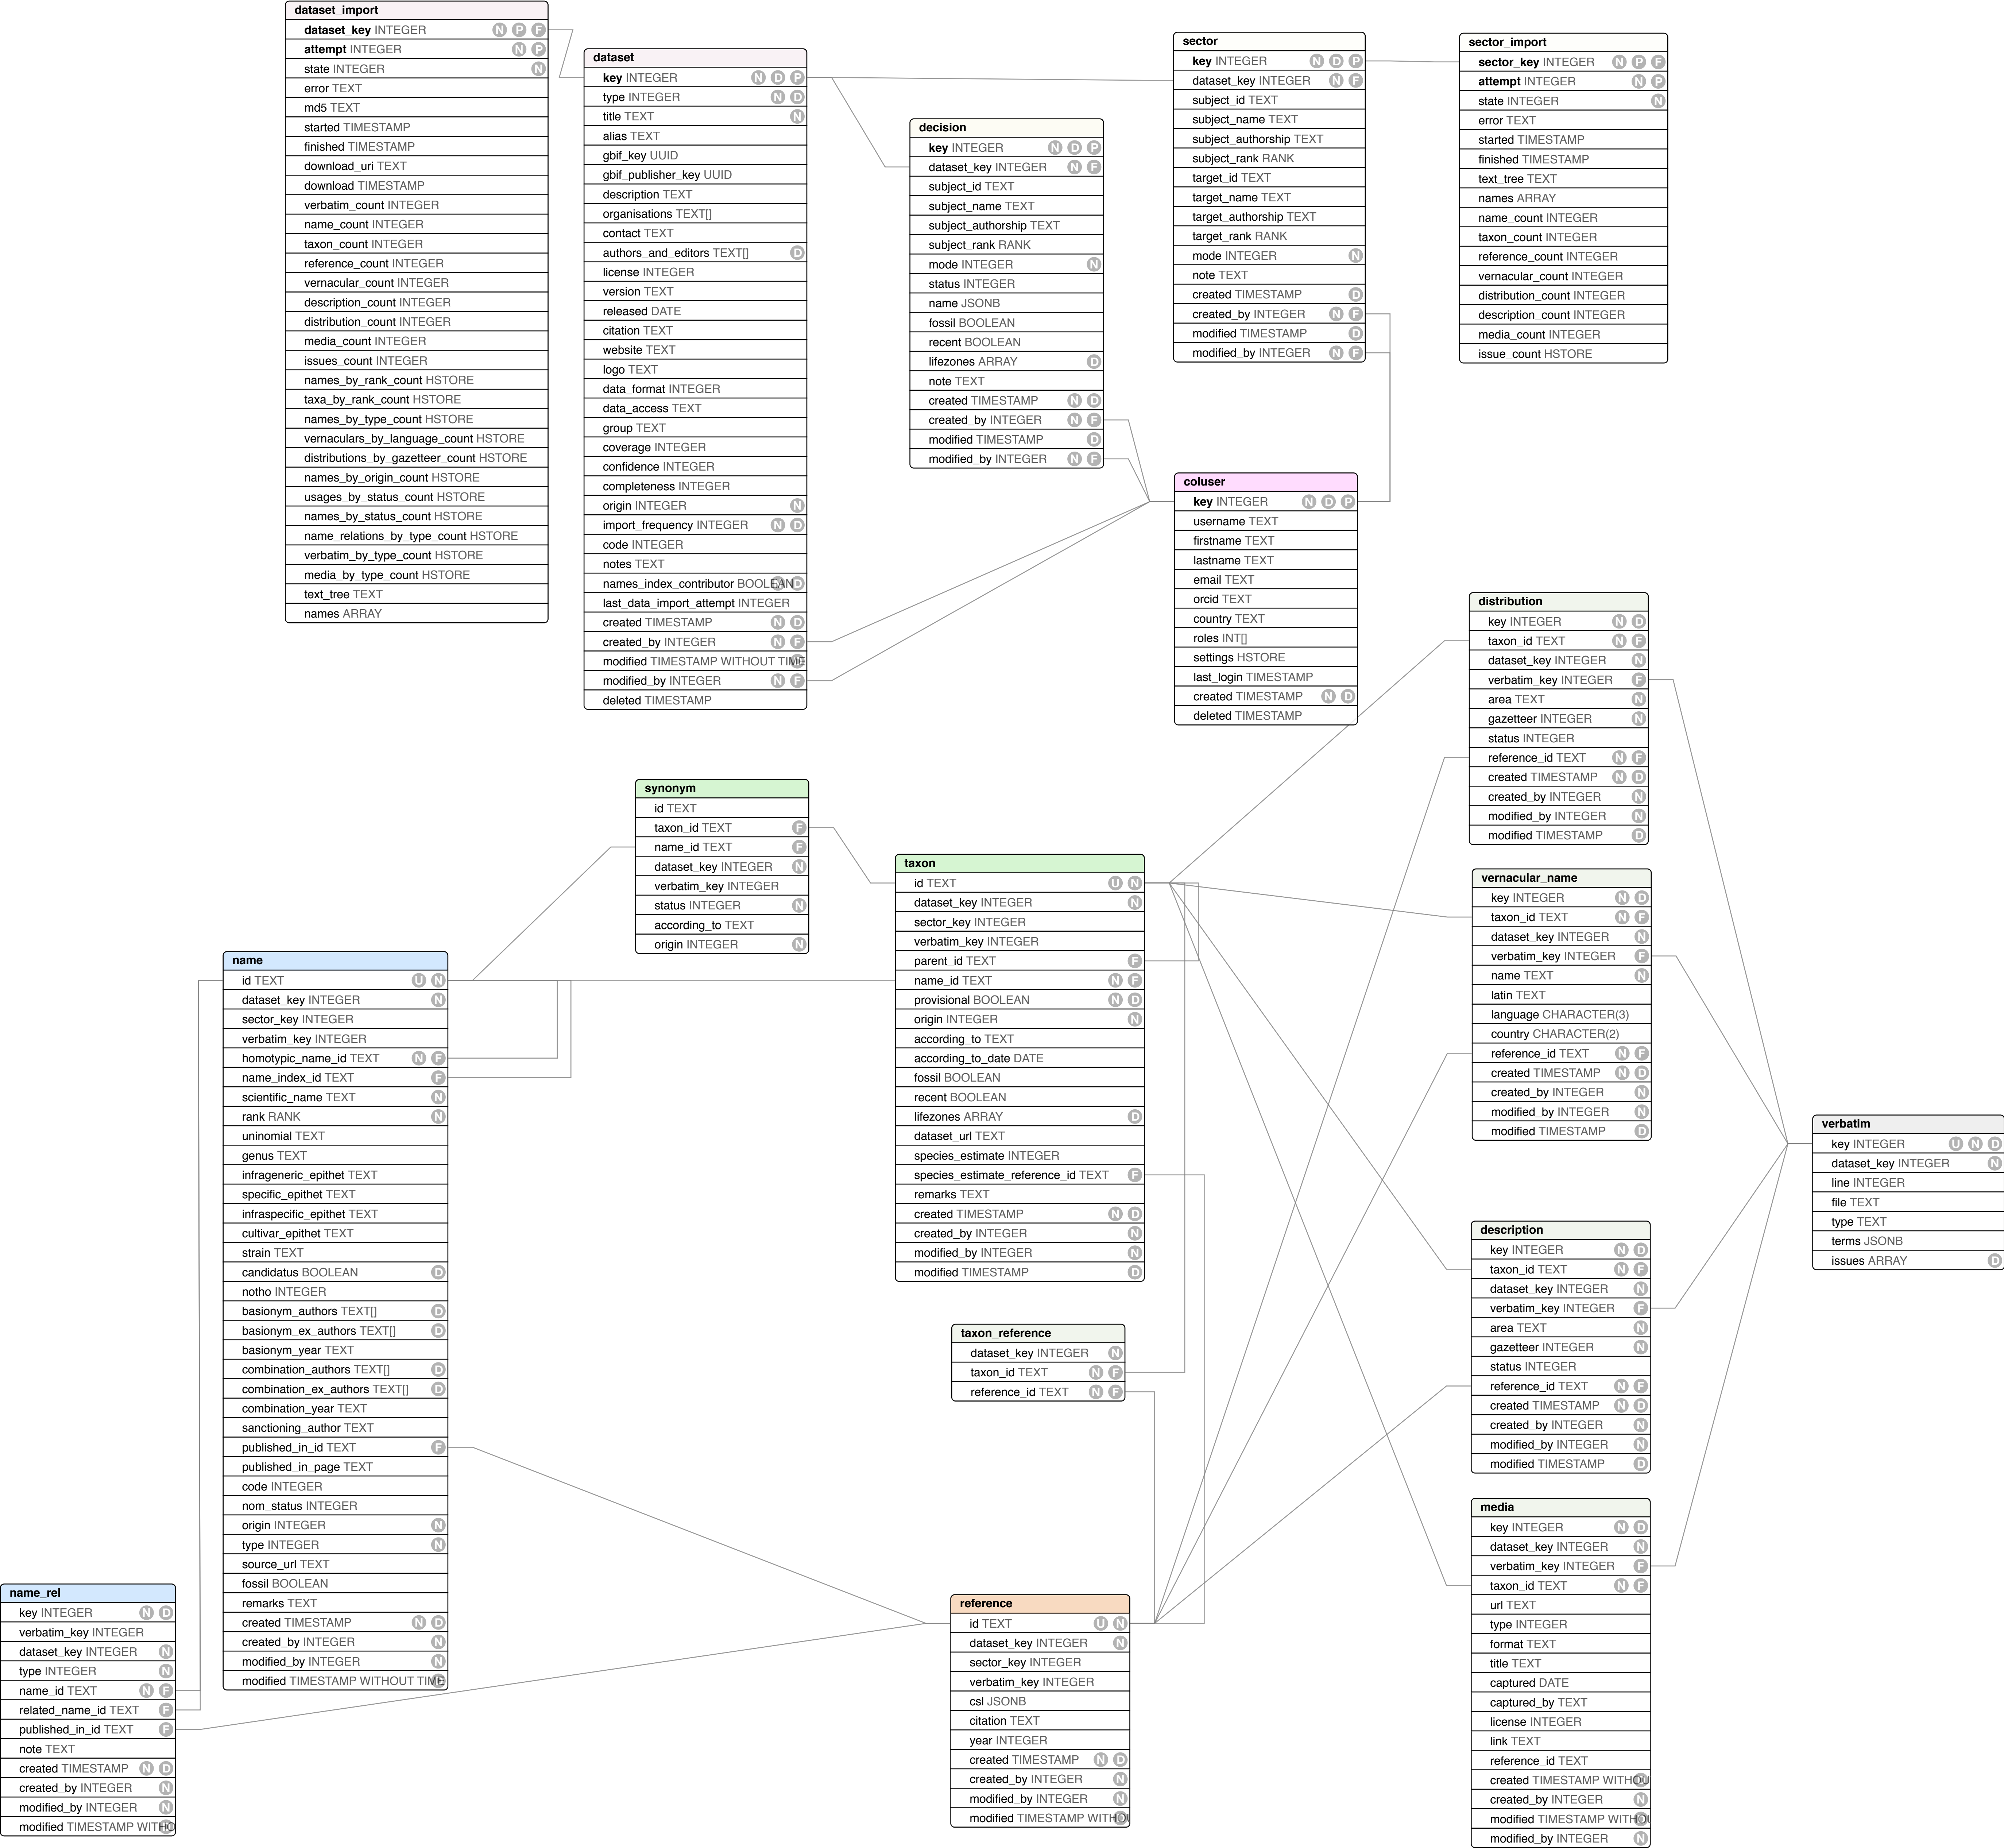 dataset_import
dataset_key INTEGER N P F
attempt INTEGER N P
state INTEGER N
error TEXT
md5 TEXT
started TIMESTAMP
finished TIMESTAMP
download_uri TEXT
download TIMESTAMP
verbatim_count INTEGER
name_count INTEGER
taxon_count INTEGER
reference_count INTEGER
vernacular_count INTEGER
description_count INTEGER
distribution_count INTEGER
media_count INTEGER
issues_count INTEGER
names_by_rank_count HSTORE
taxa_by_rank_count HSTORE
names_by_type_count HSTORE
vernaculars_by_language_count HSTORE
distributions_by_gazetteer_count HSTORE
names_by_origin_count HSTORE
usages_by_status_count HSTORE
names_by_status_count HSTORE
name_relations_by_type_count HSTORE
verbatim_by_type_count HSTORE
media_by_type_count HSTORE
text_tree TEXT
names ARRAY
dataset
key INTEGER N D P
type INTEGER N D
title TEXT N
alias TEXT
gbif_key UUID
gbif_publisher_key UUID
description TEXT
organisations TEXT[]
contact TEXT
authors_and_editors TEXT[] D
license INTEGER
version TEXT
released DATE
citation TEXT
website TEXT
logo TEXT
data_format INTEGER
data_access TEXT
group TEXT
coverage INTEGER
confidence INTEGER
completeness INTEGER
origin INTEGER N
import_frequency INTEGER N D
code INTEGER
notes TEXT
names_index_contributor BOOLEAN N D
last_data_import_attempt INTEGER
created TIMESTAMP N D
created_by INTEGER N F
modified TIMESTAMP WITHOUT TIME
modified_by INTEGER N F
deleted TIMESTAMP
decision
key INTEGER N D P
dataset_key INTEGER N F
subject_id TEXT
subject_name TEXT
subject_authorship TEXT
subject_rank RANK
mode INTEGER N
status INTEGER
name JSONB
fossil BOOLEAN
recent BOOLEAN
lifezones ARRAY D
note TEXT
created TIMESTAMP N D
created_by INTEGER N F
modified TIMESTAMP D
modified_by INTEGER N F
sector
key INTEGER N D P
dataset_key INTEGER N F
subject_id TEXT
subject_name TEXT
subject_authorship TEXT
subject_rank RANK
target_id TEXT
target_name TEXT
target_authorship TEXT
target_rank RANK
mode INTEGER N
note TEXT
created TIMESTAMP D
created_by INTEGER N F
modified TIMESTAMP D
modified_by INTEGER N F
sector_import
sector_key INTEGER N P F
attempt INTEGER N P
state INTEGER N
error TEXT
started TIMESTAMP
finished TIMESTAMP
text_tree TEXT
names ARRAY
name_count INTEGER
taxon_count INTEGER
reference_count INTEGER
vernacular_count INTEGER
distribution_count INTEGER
description_count INTEGER
media_count INTEGER
issue_count HSTORE
coluser
key INTEGER N D P
username TEXT
firstname TEXT
lastname TEXT
email TEXT
orcid TEXT
country TEXT
roles INT[]
settings HSTORE
last_login TIMESTAMP
created TIMESTAMP N D
deleted TIMESTAMP
distribution
key INTEGER N D
taxon_id TEXT N F
dataset_key INTEGER N
verbatim_key INTEGER F
area TEXT N
gazetteer INTEGER N
status INTEGER
reference_id TEXT N F
created TIMESTAMP N D
created_by INTEGER N
modified_by INTEGER N
modified TIMESTAMP D
synonym
id TEXT
taxon_id TEXT F
name_id TEXT F
dataset_key INTEGER N
verbatim_key INTEGER
status INTEGER N
according_to TEXT
origin INTEGER N
taxon
id TEXT U N
dataset_key INTEGER N
sector_key INTEGER
verbatim_key INTEGER
parent_id TEXT F
name_id TEXT N F
provisional BOOLEAN N D
origin INTEGER N
according_to TEXT
according_to_date DATE
fossil BOOLEAN
recent BOOLEAN
lifezones ARRAY D
dataset_url TEXT
species_estimate INTEGER
species_estimate_reference_id TEXT F
remarks TEXT
created TIMESTAMP N D
created_by INTEGER N
modified_by INTEGER N
modified TIMESTAMP D
vernacular_name
key INTEGER N D
taxon_id TEXT N F
dataset_key INTEGER N
verbatim_key INTEGER F
name TEXT N
latin TEXT
language CHARACTER(3)
country CHARACTER(2)
reference_id TEXT N F
created TIMESTAMP N D
created_by INTEGER N
modified_by INTEGER N
modified TIMESTAMP D
name
id TEXT U N
dataset_key INTEGER N
sector_key INTEGER
verbatim_key INTEGER
homotypic_name_id TEXT N F
name_index_id TEXT F
scientific_name TEXT N
rank RANK N
uninomial TEXT
genus TEXT
infrageneric_epithet TEXT
specific_epithet TEXT
infraspecific_epithet TEXT
cultivar_epithet TEXT
strain TEXT
candidatus BOOLEAN D
notho INTEGER
basionym_authors TEXT[] D
basionym_ex_authors TEXT[] D
basionym_year TEXT
combination_authors TEXT[] D
combination_ex_authors TEXT[] D
combination_year TEXT
sanctioning_author TEXT
published_in_id TEXT F
published_in_page TEXT
code INTEGER
nom_status INTEGER
origin INTEGER N
type INTEGER N
source_url TEXT
fossil BOOLEAN
remarks TEXT
created TIMESTAMP N D
created_by INTEGER N
modified_by INTEGER N
modified TIMESTAMP WITHOUT TIME
verbatim
key INTEGER U N D
dataset_key INTEGER N
line INTEGER
file TEXT
type TEXT
terms JSONB
issues ARRAY D
description
key INTEGER N D
taxon_id TEXT N F
dataset_key INTEGER N
verbatim_key INTEGER F
area TEXT N
gazetteer INTEGER N
status INTEGER
reference_id TEXT N F
created TIMESTAMP N D
created_by INTEGER N
modified_by INTEGER N
modified TIMESTAMP D
taxon_reference
dataset_key INTEGER N
taxon_id TEXT N F
reference_id TEXT N F
media
key INTEGER N D
dataset_key INTEGER N
verbatim_key INTEGER F
taxon_id TEXT N F
url TEXT
type INTEGER
format TEXT
title TEXT
captured DATE
captured_by TEXT
license INTEGER
link TEXT
reference_id TEXT
created TIMESTAMP WITHOU
created_by INTEGER N
modified TIMESTAMP WITHOU
modified_by INTEGER N
name_rel
key INTEGER N D
verbatim_key INTEGER
dataset_key INTEGER N
type INTEGER N
name_id TEXT N F
related_name_id TEXT F
published_in_id TEXT F
note TEXT
created TIMESTAMP N D
created_by INTEGER N
modified_by INTEGER N
modified TIMESTAMP WITHO
reference
id TEXT U N
dataset_key INTEGER N
sector_key INTEGER
verbatim_key INTEGER
csl JSONB
citation TEXT
year INTEGER
created TIMESTAMP N D
created_by INTEGER N
modified_by INTEGER N
modified TIMESTAMP WITHOU